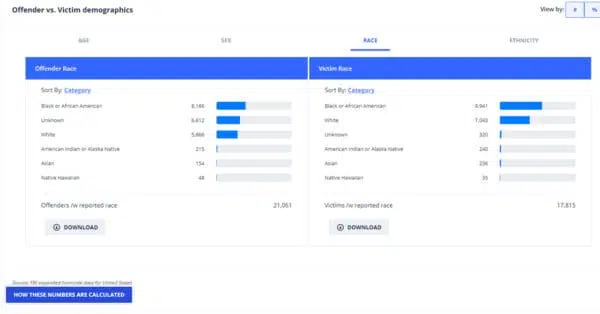 Offender vs. Victim demographics
View by: # %
AGE SEX RACE ETHNICITY
Offender Race
Sort By: Category
Black or African American 8,166
Unknown 6,612
White 5,866
American Indian or Alaska Native 215
Asian 154
Native Hawaiian 48
Offenders /w reported race 21,061
DOWNLOAD
Victim Race
Sort By: Category
Black or African American 9,941
White 7,043
Unknown 320
American Indian or Alaska Native 240
Asian 236
Native Hawaiian 35
Victims /w reported race 17,815
DOWNLOAD
Source: FBI expanded homicide data for United States
HOW THESE NUMBERS ARE CALCULATED